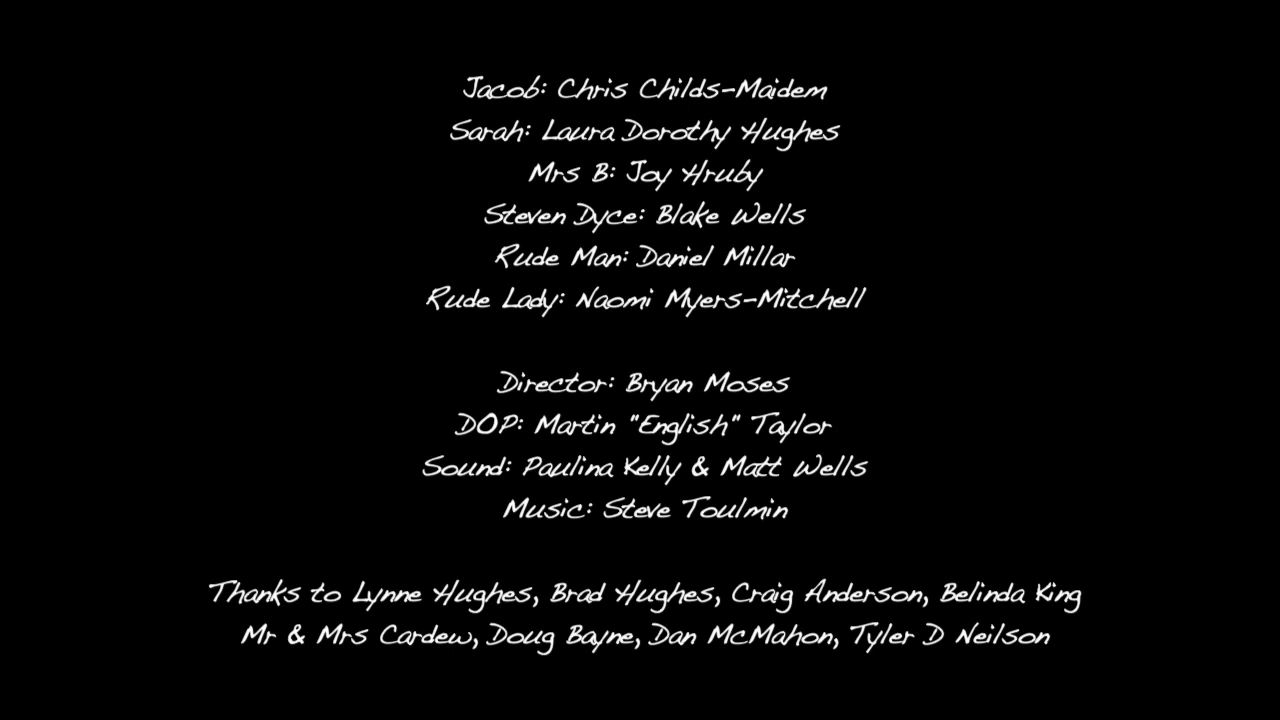 Jacob: Chris Childs-Maidem
Sarah: Laura Dorothy Hughes
Mrs B: Joy Hruby
Steven Dyce: Blake Wells
Rude Man: Daniel Millar
Rude Lady: Naomi Myers-Mitchell
Director: Bryan Moses
DOP: Martin "English" Taylor
Sound: Paulina Kelly & Matt Wells
Music: Steve Toulmin
Thanks to Lynne Hughes, Brad Hughes, Craig Anderson, Belinda King
Mr & Mrs Cardew, Doug Bayne, Dan McMahon, Tyler D Neilson